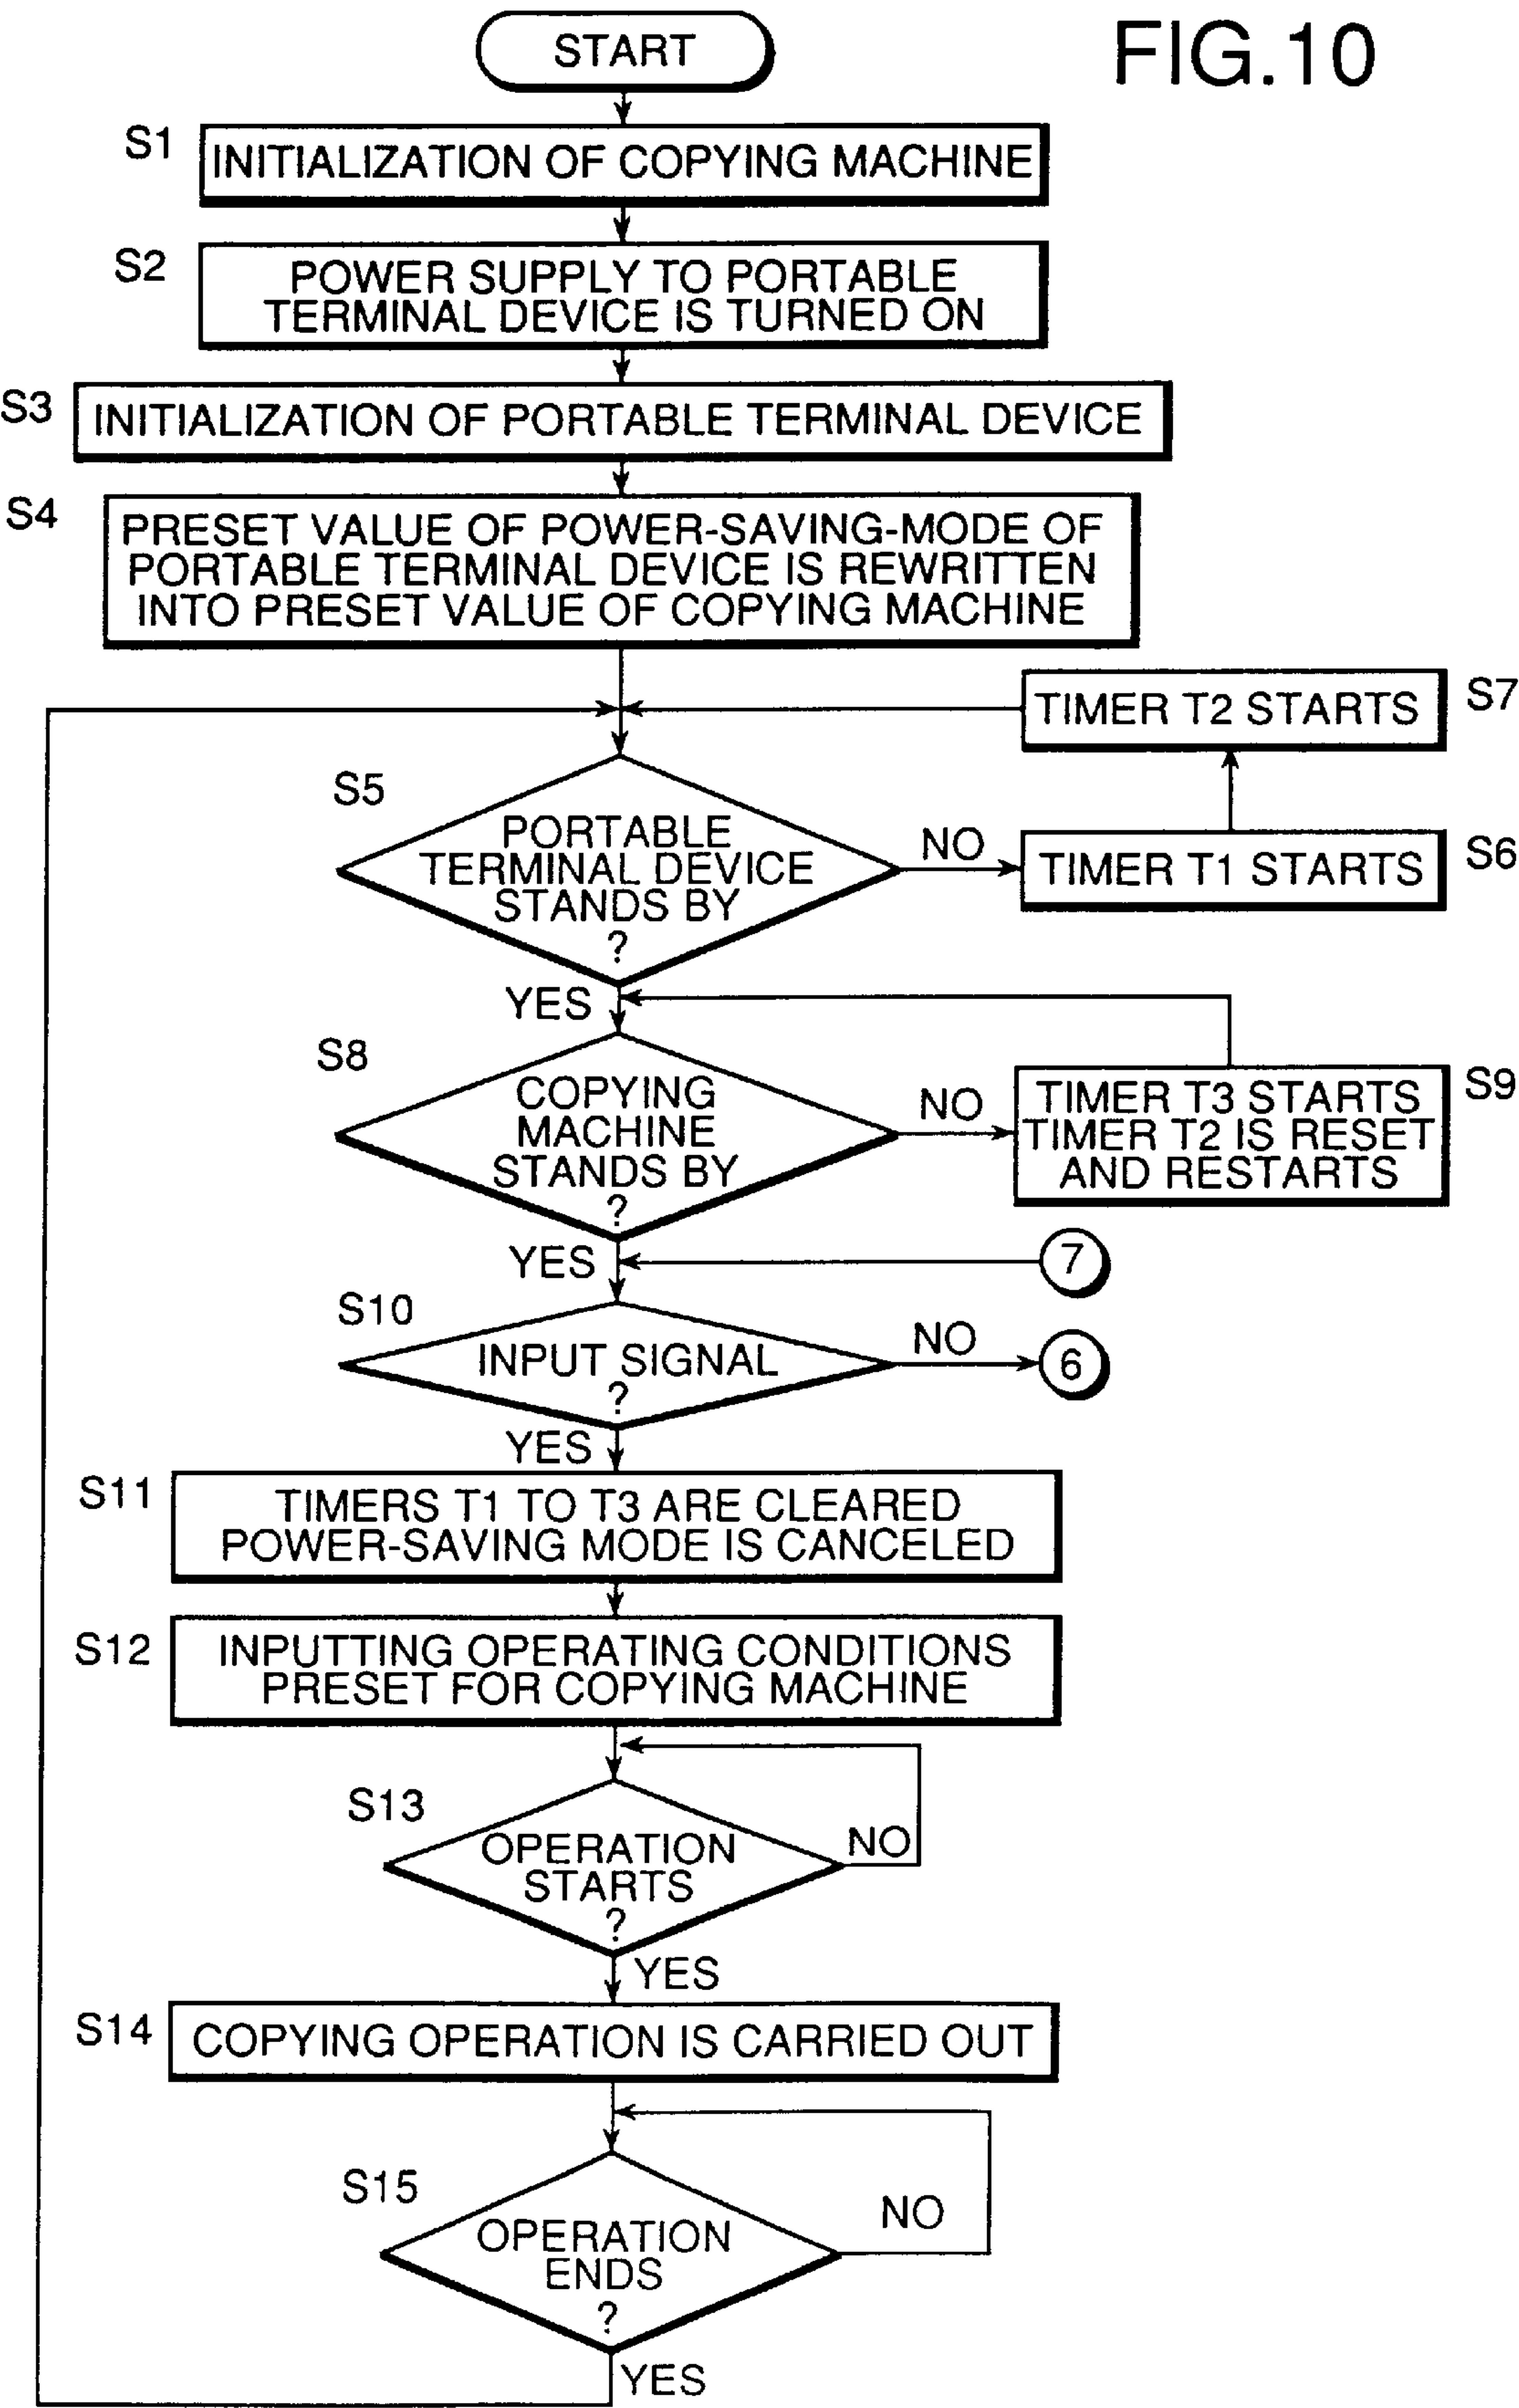 FIG.10
START
S1
INITIALIZATION OF COPYING MACHINE
S2
POWER SUPPLY TO PORTABLE
TERMINAL DEVICE IS TURNED ON
S3
INITIALIZATION OF PORTABLE TERMINAL DEVICE
S4
PRESET VALUE OF POWER-SAVING-MODE OF
PORTABLE TERMINAL DEVICE IS REWRITTEN
INTO PRESET VALUE OF COPYING MACHINE
TIMER T2 STARTS
S7
S5
PORTABLE
TERMINAL DEVICE
STANDS BY
?
NO
TIMER T1 STARTS
S6
YES
S8
COPYING
MACHINE
STANDS BY
?
NO
TIMER T3 STARTS
TIMER T2 IS RESET
AND RESTARTS
S9
YES
7
S10
INPUT SIGNAL
?
NO
6
YES
S11
TIMERS T1 TO T3 ARE CLEARED
POWER-SAVING MODE IS CANCELED
S12
INPUTTING OPERATING CONDITIONS
PRESET FOR COPYING MACHINE
S13
OPERATION
STARTS
?
NO
YES
S14
COPYING OPERATION IS CARRIED OUT
S15
OPERATION
ENDS
?
NO
YES